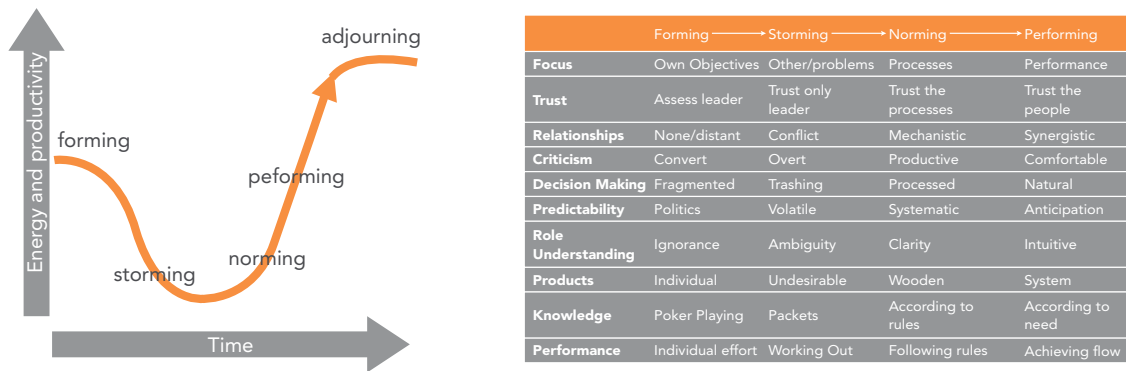 Energy and productivity
forming
storming
norming
peforming
adjourning
Time
Forming Storming Norming Performing
Focus Own Objectives Other/problems Processes Performance
Trust Assess leader Trust only leader Trust the processes Trust the people
Relationships None/distant Conflict Mechanistic Synergistic
Criticism Convert Overt Productive Comfortable
Decision Making Fragmented Trashing Processed Natural
Predictability Politics Volatile Systematic Anticipation
Role Understanding Ignorance Ambiguity Clarity Intuitive
Products Individual Undesirable Wooden System
Knowledge Poker Playing Packets According to rules According to need
Performance Individual effort Working Out Following rules Achieving flow